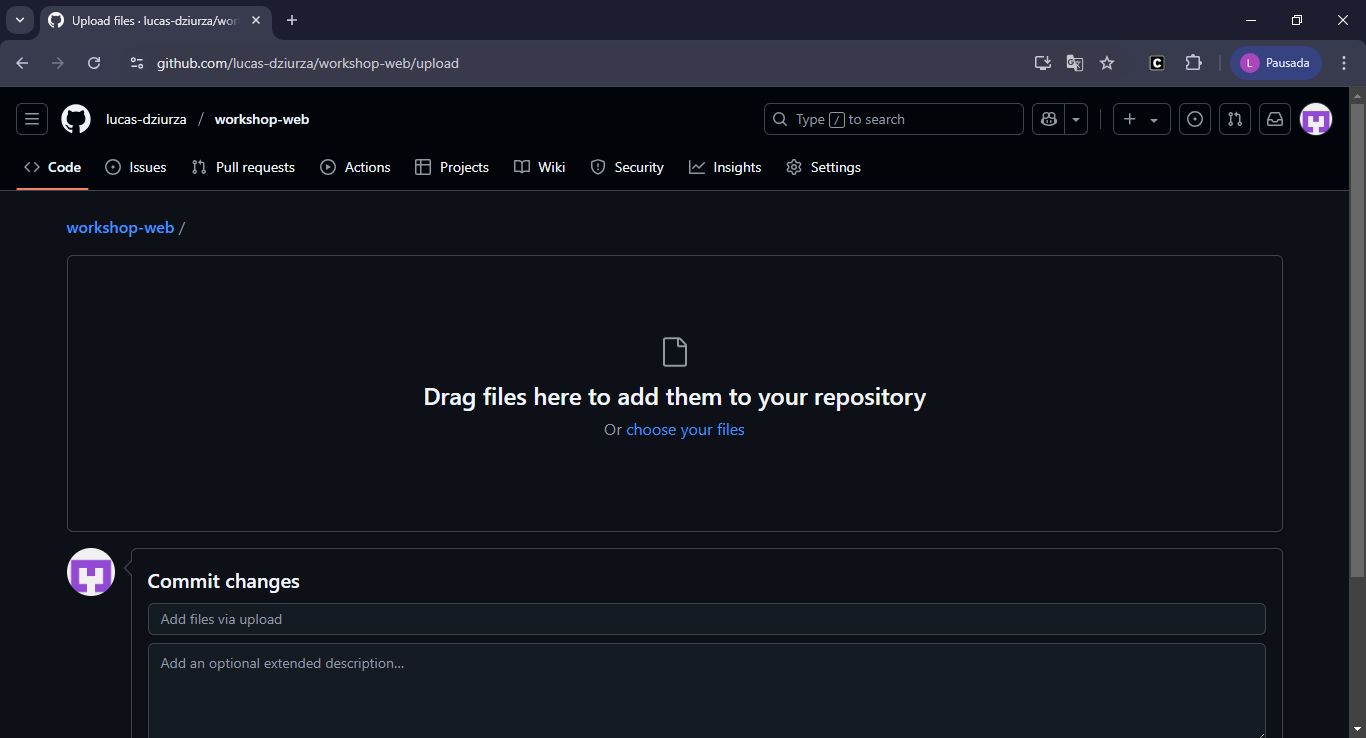 Upload files · lucas-dziurza/wor
github.com/lucas-dziurza/workshop-web/upload
L Pausada
lucas-dziurza / workshop-web
Type / to search
Code Issues Pull requests Actions Projects Wiki Security Insights Settings
workshop-web /
Drag files here to add them to your repository
Or choose your files
Commit changes
Add files via upload
Add an optional extended description...